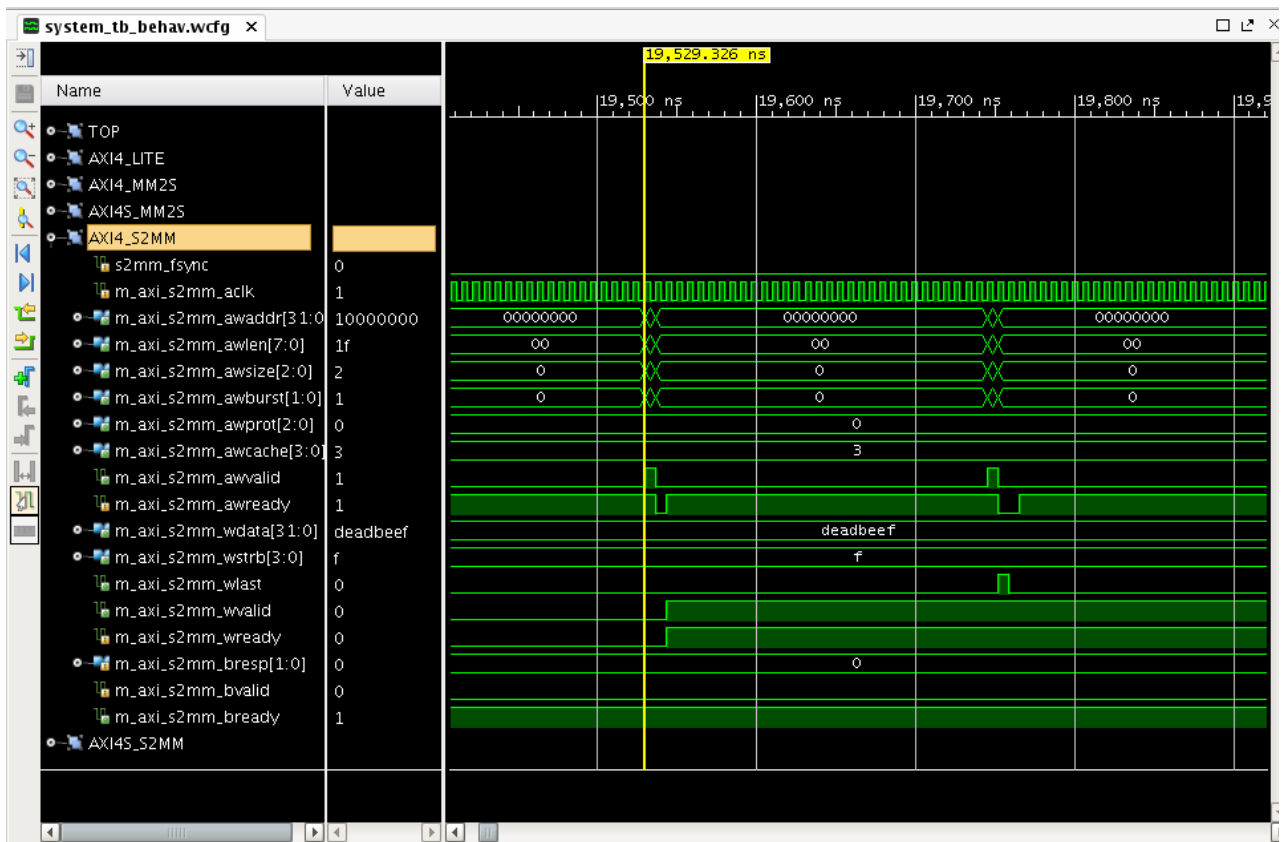 system_tb_behav.wcfg
19,529.326 ns
Name Value
19,500 ns 19,600 ns 19,700 ns 19,800 ns 19,9
TOP
AXI4_LITE
AXI4_MM2S
AXI4S_MM2S
AXI4_S2MM
s2mm_fsync 0
m_axi_s2mm_aclk 1
m_axi_s2mm_awaddr[31:0 10000000 00000000 00000000 00000000
m_axi_s2mm_awlen[7:0] 1f 00 00 00
m_axi_s2mm_awsize[2:0] 2 0 0 0
m_axi_s2mm_awburst[1:0] 1 0 0 0
m_axi_s2mm_awprot[2:0] 0 0
m_axi_s2mm_awcache[3:0] 3 3
m_axi_s2mm_awvalid 1
m_axi_s2mm_awready 1
m_axi_s2mm_wdata[31:0] deadbeef deadbeef
m_axi_s2mm_wstrb[3:0] f f
m_axi_s2mm_wlast 0
m_axi_s2mm_wvalid 0
m_axi_s2mm_wready 0
m_axi_s2mm_bresp[1:0] 0 0
m_axi_s2mm_bvalid 0
m_axi_s2mm_bready 1
AXI4S_S2MM